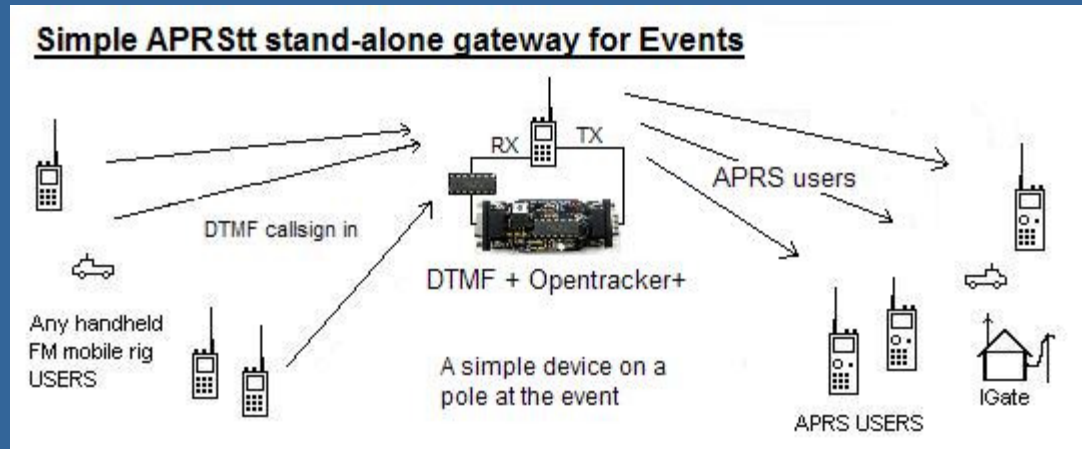 Simple APRStt stand-alone gateway for Events
RX
TX
APRS users
DTMF callsign in
DTMF + Opentracker+
Any handheld
FM mobile rig
USERS
A simple device on a
pole at the event
APRS USERS
IGate